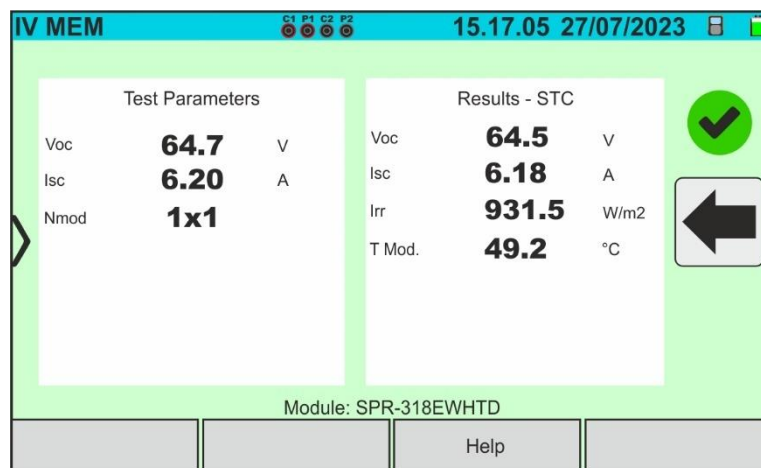 IV MEM C1 P1 C2 P2 15.17.05 27/07/2023
Test Parameters
Voc 64.7 V
Isc 6.20 A
Nmod 1x1
Results - STC
Voc 64.5 V
Isc 6.18 A
Irr 931.5 W/m2
T Mod. 49.2 °C
Module: SPR-318EWHTD
Help